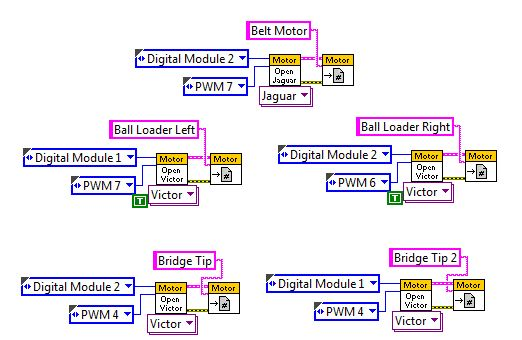 Belt Motor
Digital Module 2
Motor
Motor
PWM 7
Open
Jaguar
#
Jaguar
Ball Loader Left
Digital Module 1
Motor
Motor
PWM 7
Open
Victor
#
T
Victor
Ball Loader Right
Digital Module 2
Motor
Motor
PWM 6
Open
Victor
#
T
Victor
Bridge Tip
Digital Module 2
Motor
Motor
PWM 4
Open
Victor
#
Victor
Bridge Tip 2
Digital Module 1
Motor
Motor
PWM 4
Open
Victor
#
Victor